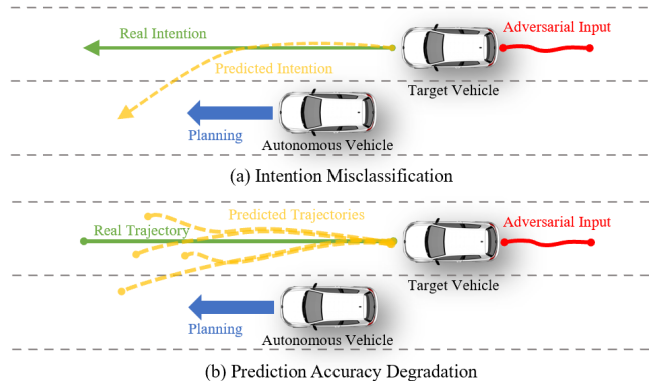 Real Intention
Adversarial Input
Predicted Intention
Target Vehicle
Planning
Autonomous Vehicle
(a) Intention Misclassification
Predicted Trajectories
Adversarial Input
Real Trajectory
Target Vehicle
Planning
Autonomous Vehicle
(b) Prediction Accuracy Degradation